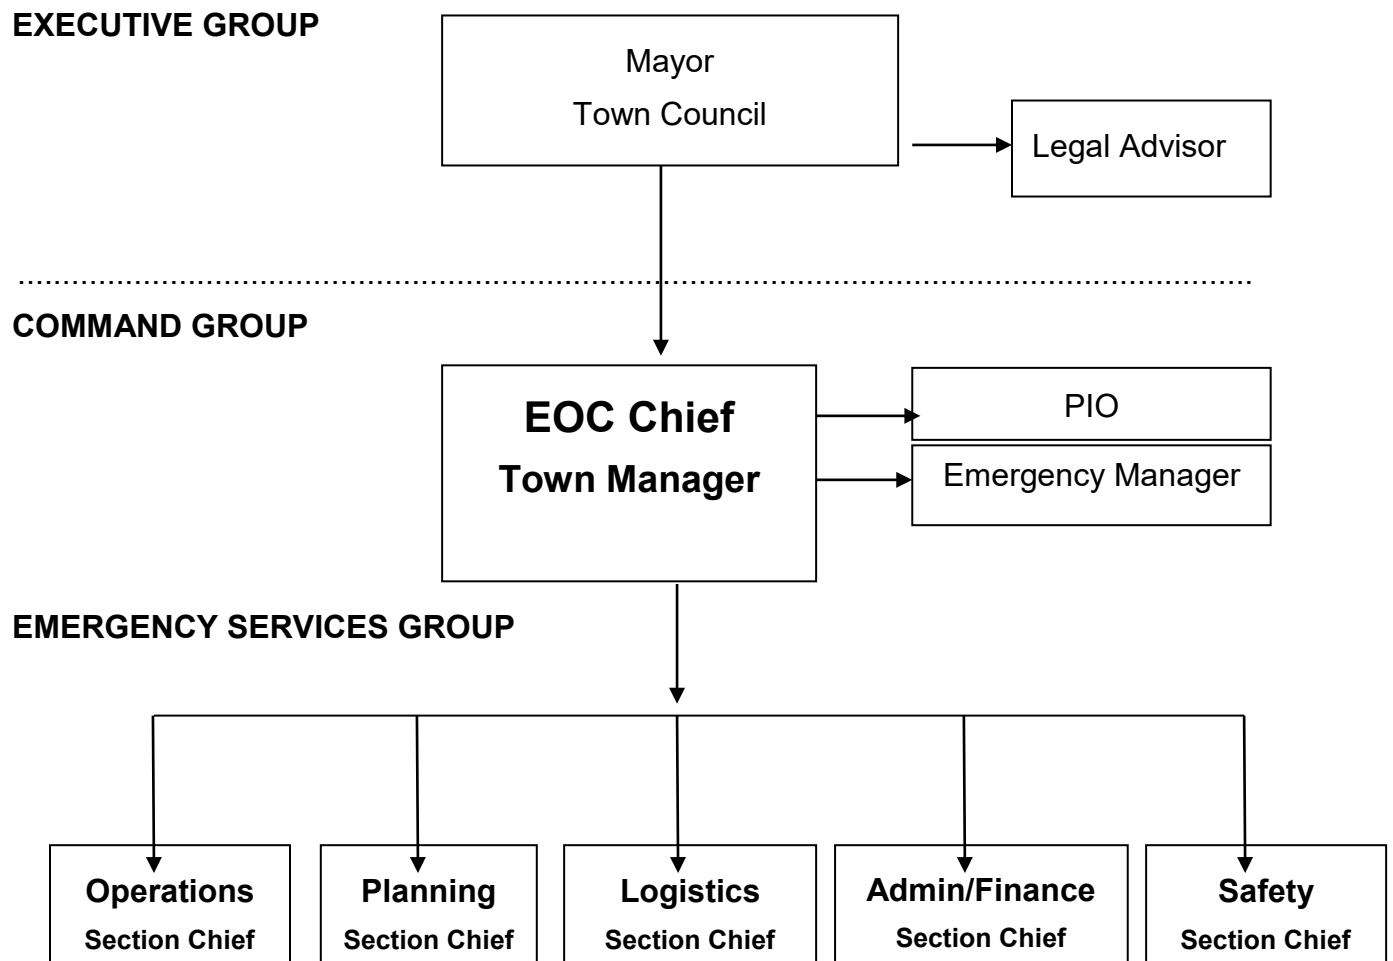 EXECUTIVE GROUP
Mayor
Town Council
Legal Advisor
COMMAND GROUP
EOC Chief
Town Manager
PIO
Emergency Manager
EMERGENCY SERVICES GROUP
Operations
Section Chief
Planning
Section Chief
Logistics
Section Chief
Admin/Finance
Section Chief
Safety
Section Chief